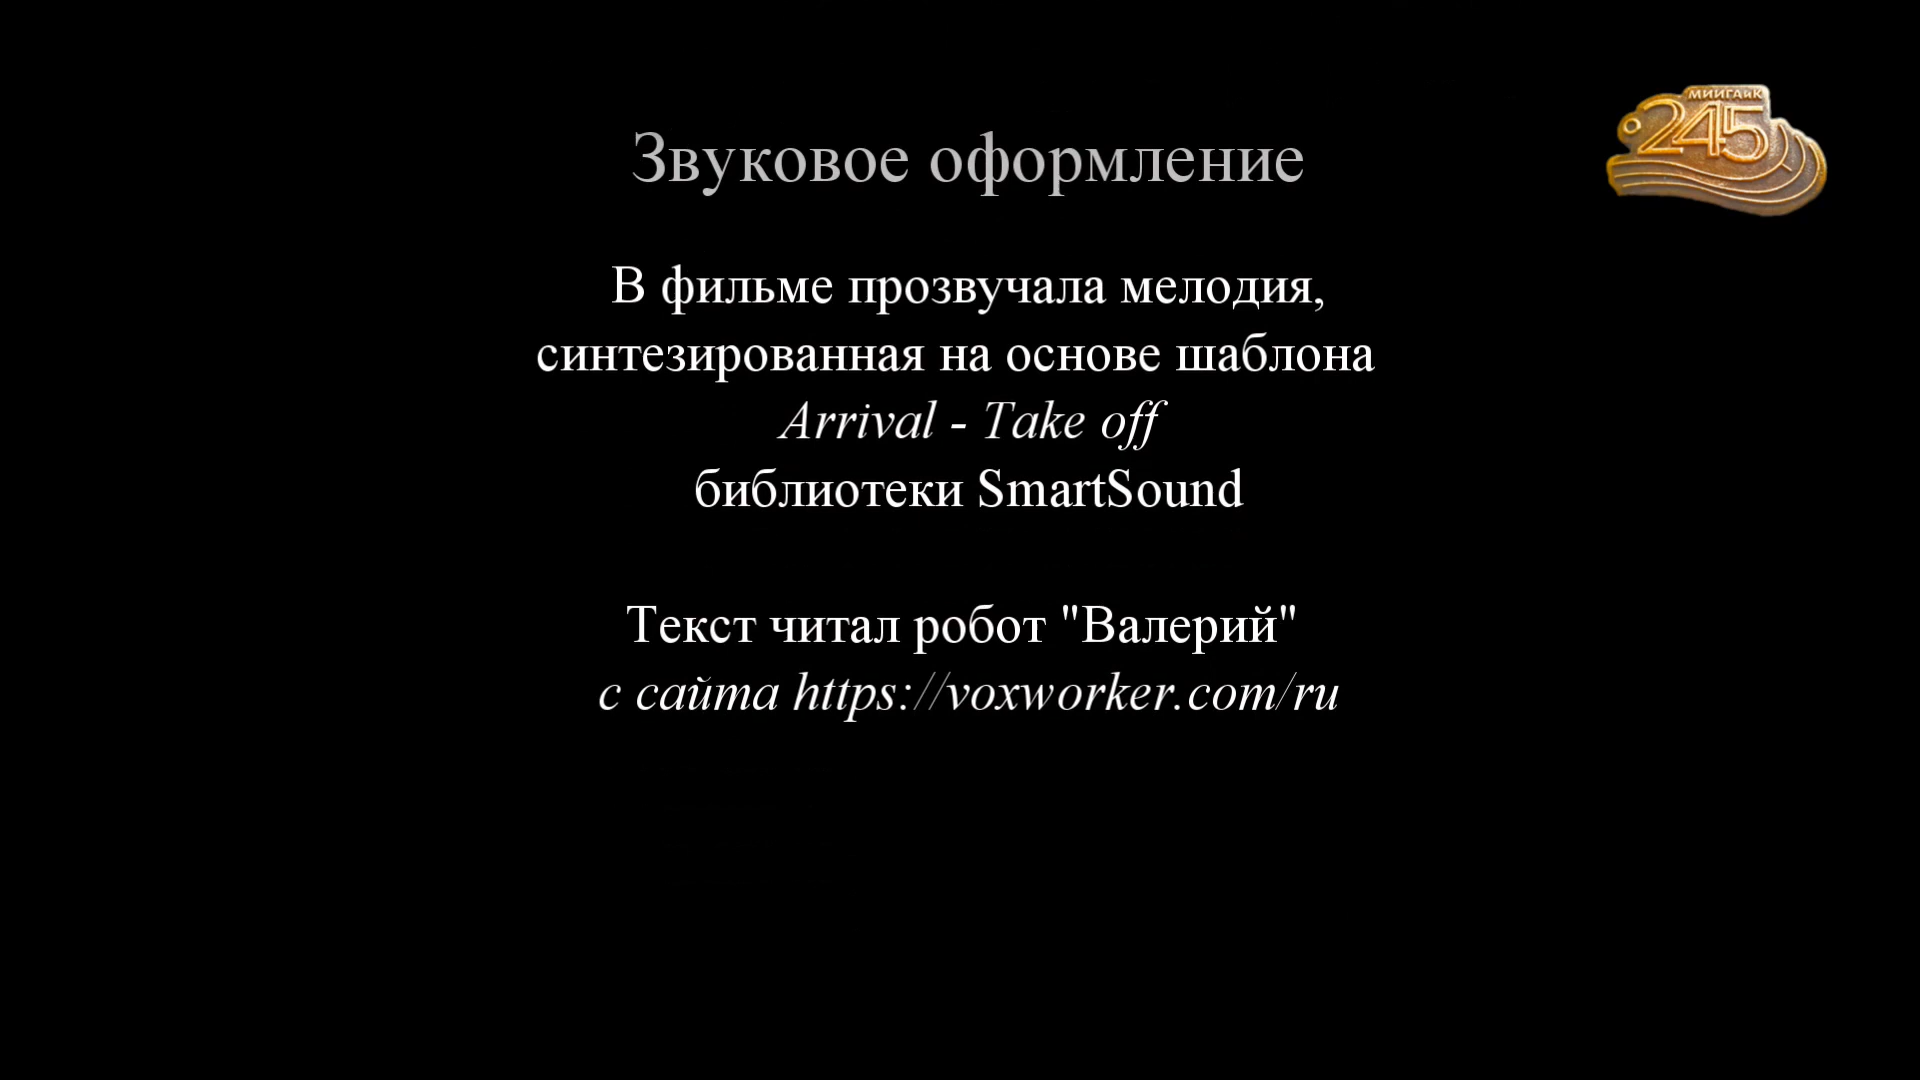 МИИГАиК
245
Звуковое оформление
В фильме прозвучала мелодия,
синтезированная на основе шаблона
Arrival - Take off
библиотеки SmartSound
Текст читал робот "Валерий"
с сайта https://voxworker.com/ru